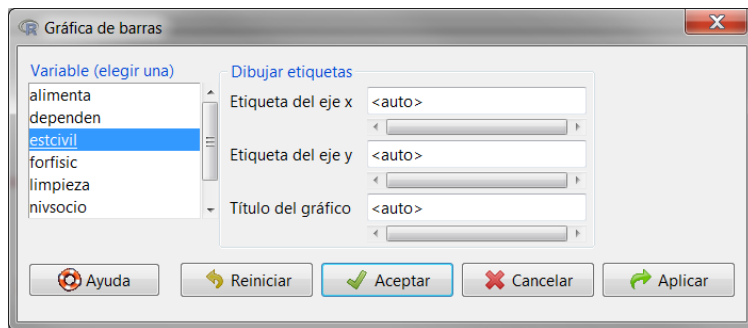 Gráfica de barras
Variable (elegir una)
alimenta
dependen
estcivil
forfisic
limpieza
nivsocio
Dibujar etiquetas
Etiqueta del eje x <auto>
Etiqueta del eje y <auto>
Título del gráfico <auto>
Ayuda Reiniciar Aceptar Cancelar Aplicar